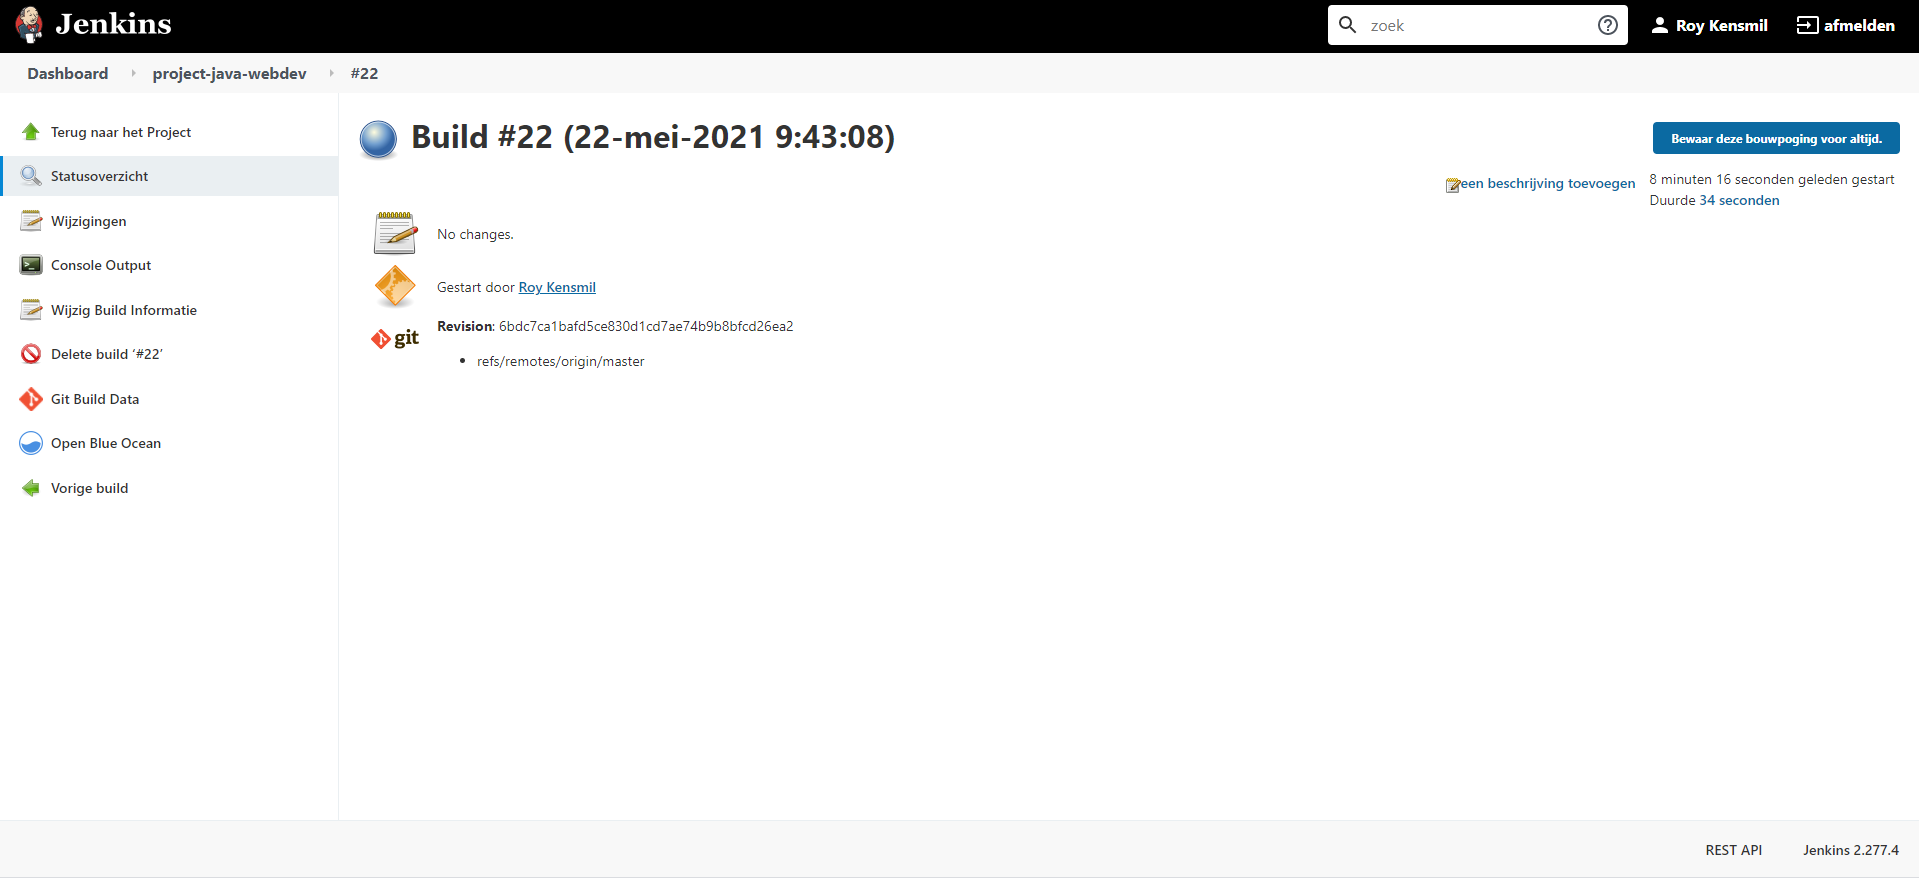 Jenkins
zoek
Roy Kensmil
afmelden
Dashboard
project-java-webdev
#22
Terug naar het Project
Statusoverzicht
Wijzigingen
Console Output
Wijzig Build Informatie
Delete build ‘#22’
Git Build Data
Open Blue Ocean
Vorige build
Build #22 (22-mei-2021 9:43:08)
Bewaar deze bouwpoging voor altijd.
een beschrijving toevoegen
8 minuten 16 seconden geleden gestart
Duurde 34 seconden
No changes.
Gestart door Roy Kensmil
git
Revision: 6bdc7ca1bafd5ce830d1cd7ae74b9b8bfcd26ea2
• refs/remotes/origin/master
REST API
Jenkins 2.277.4